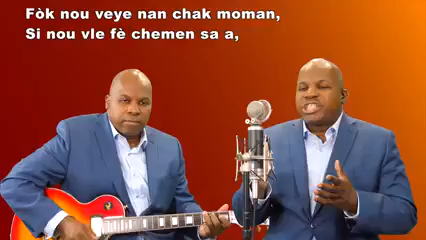 Fòk nou veye nan chak moman,
Si nou vle fè chemen sa a,